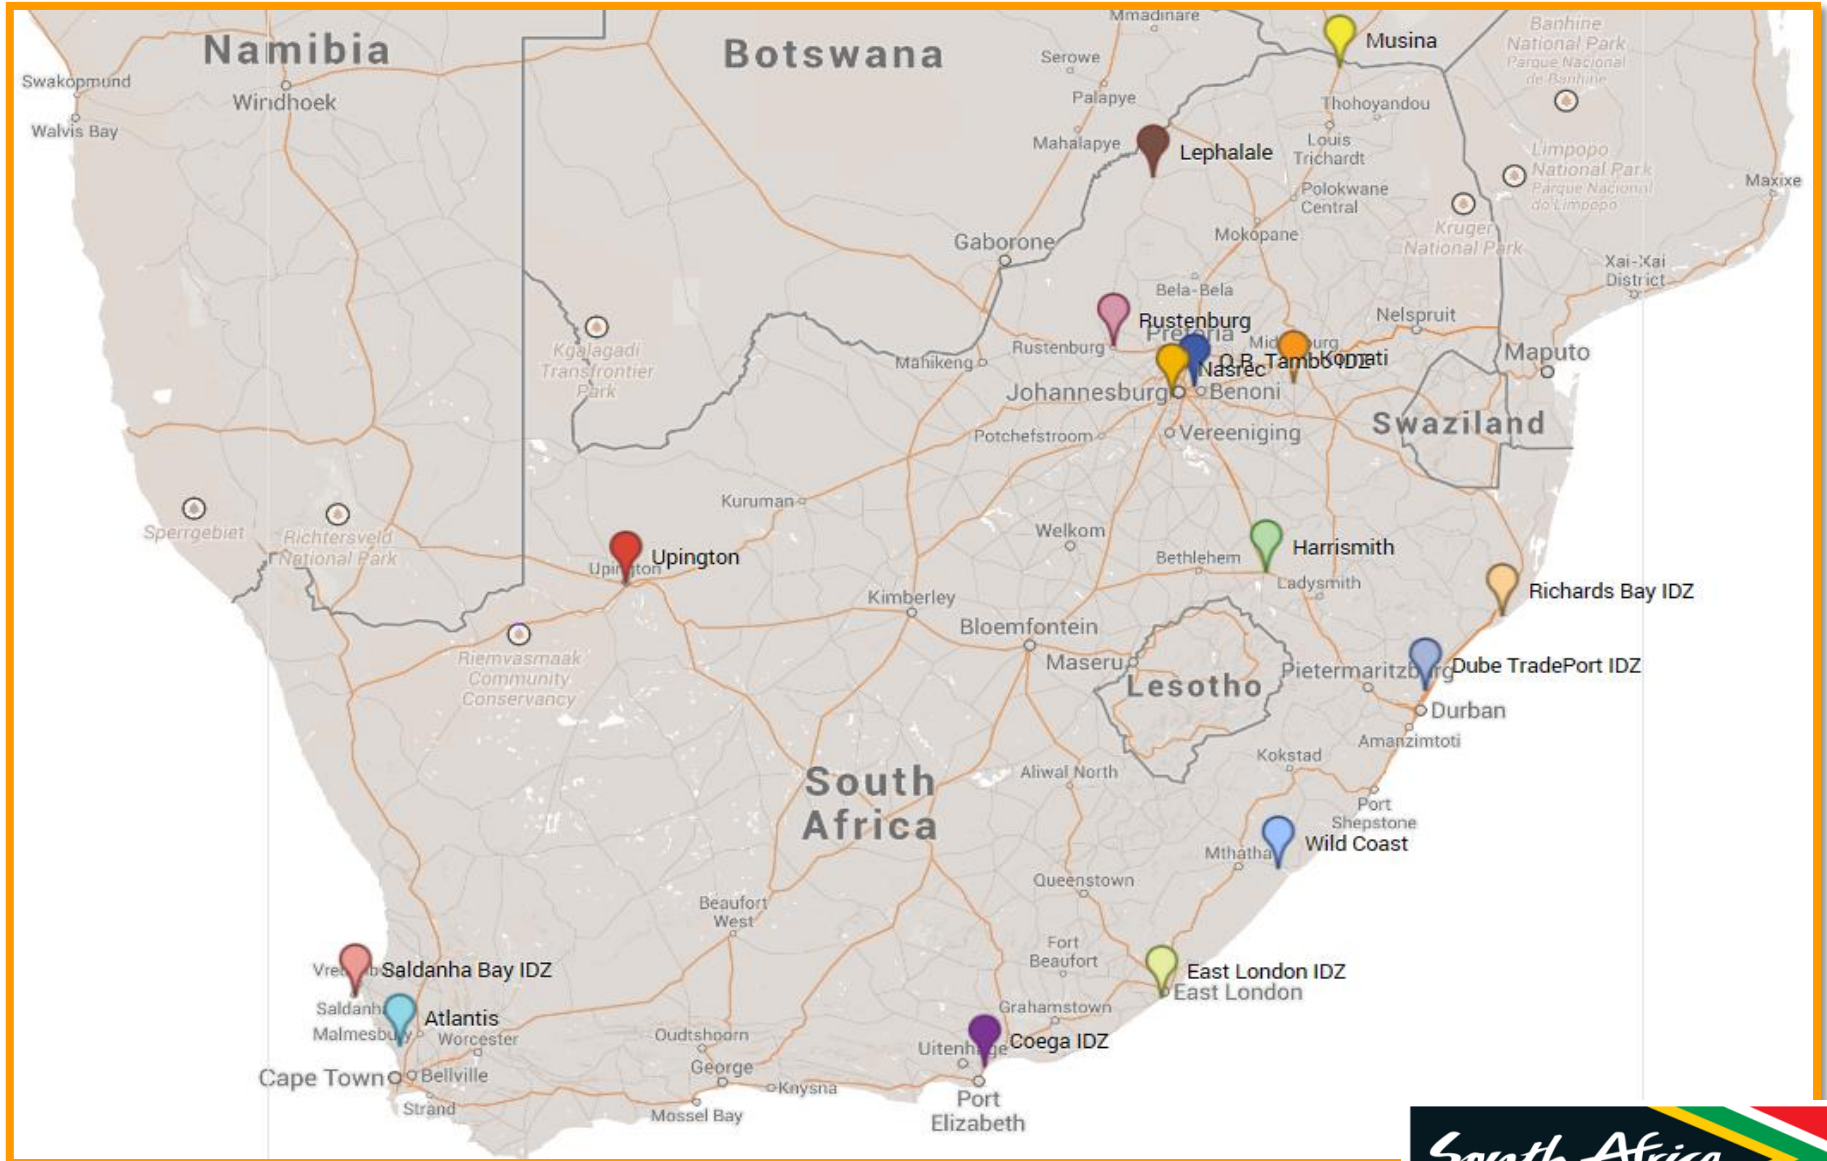 Mmadinare
Musina
Banhine
National Park
Parque Nacional
de Banhine
Namibia
Botswana
Serowe
Swakopmund
Windhoek
Palapye
Thohoyandou
Walvis Bay
Mahalapye
Louis
Trichardt
Lephalale
Limpopo
National Park
Parque Nacional
do Limpopo
Maxixe
Polokwane
Central
Mokopane
Kruger
National Park
Gaborone
Xai-Xai
District
Bela-Bela
Nelspruit
Rustenburg
Pretoria
Rustenburg
Kgalagadi
Transfrontier
Park
Mahikeng
O.R. Tambo IDZ
Komati
Nasrec
Maputo
Johannesburg
Benoni
Swaziland
Potchefstroom
Vereeniging
Kuruman
Sperrgebiet
Richtersveld
National Park
Welkom
Upington
Upington
Bethlehem
Harrismith
Ladysmith
Richards Bay IDZ
Kimberley
Bloemfontein
Riemvasmaak
Community
Conservancy
Maseru
Lesotho
Pietermaritzburg
Dube TradePort IDZ
Durban
Amanzimtoti
Kokstad
Aliwal North
South
Africa
Port
Shepstone
Wild Coast
Mthatha
Queenstown
Beaufort
West
Fort
Beaufort
Saldanha Bay IDZ
East London IDZ
East London
Atlantis
Grahamstown
Worcester
Oudtshoorn
Coega IDZ
Cape Town
Bellville
George
Knysna
Strand
Mossel Bay
Port
Elizabeth
South Africa